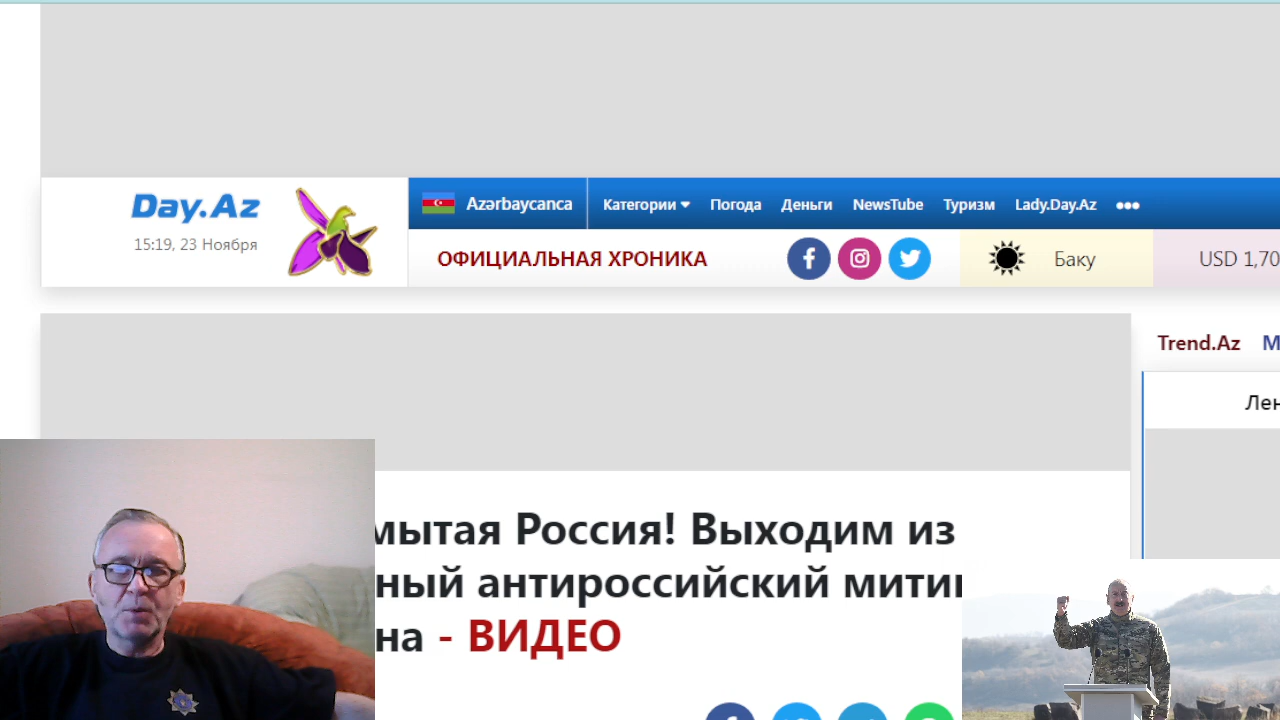 Day.Az
15:19, 23 Ноября
Azərbaycanca
Категории
Погода
Деньги
NewsTube
Туризм
Lady.Day.Az
ОФИЦИАЛЬНАЯ ХРОНИКА
Баку
USD 1,70
Trend.Az
мытая Россия! Выходим из
ный антироссийский мити
на - ВИДЕО